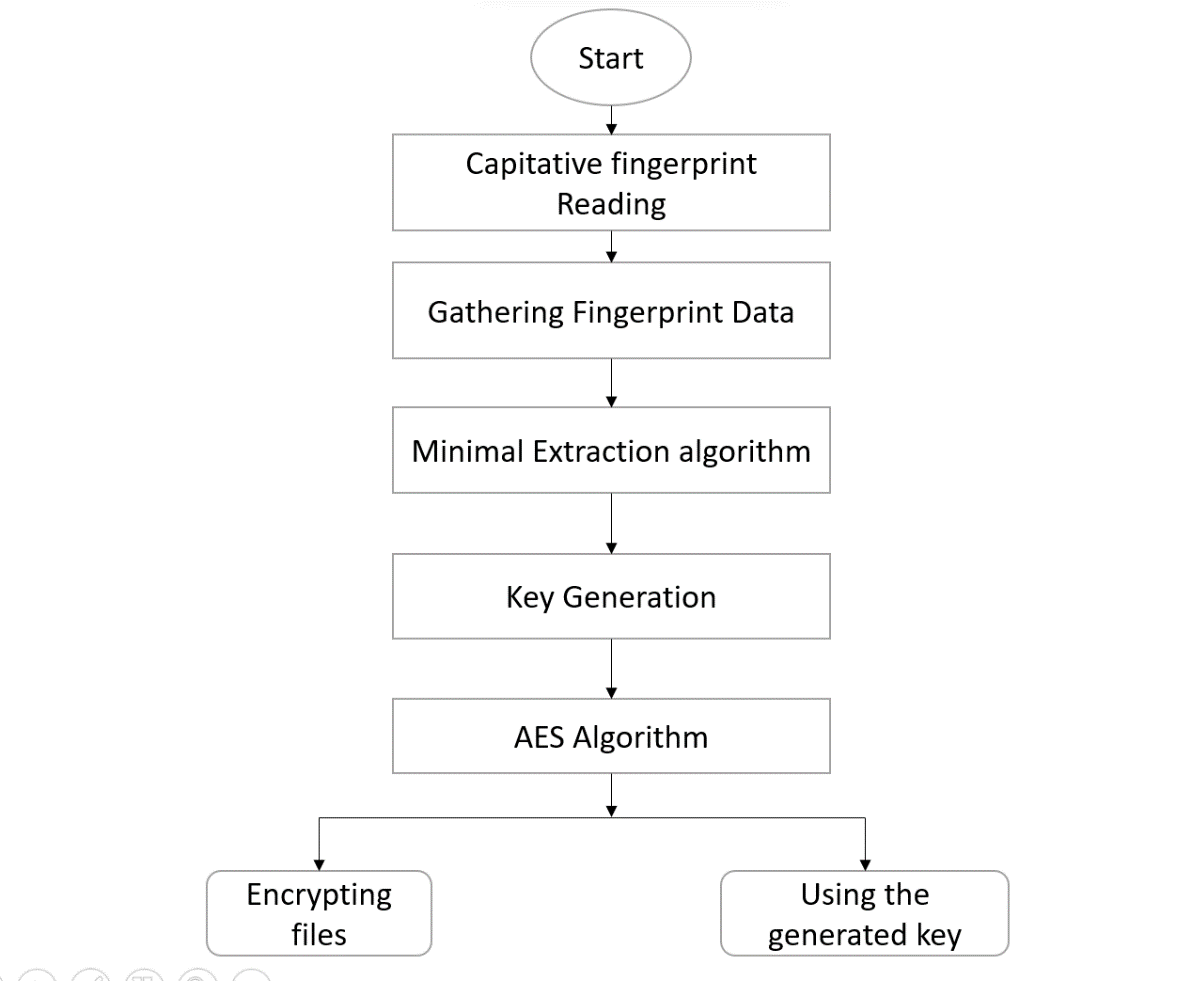 Start
Capitative fingerprint
Reading
Gathering Fingerprint Data
Minimal Extraction algorithm
Key Generation
AES Algorithm
Encrypting
files
Using the
generated key